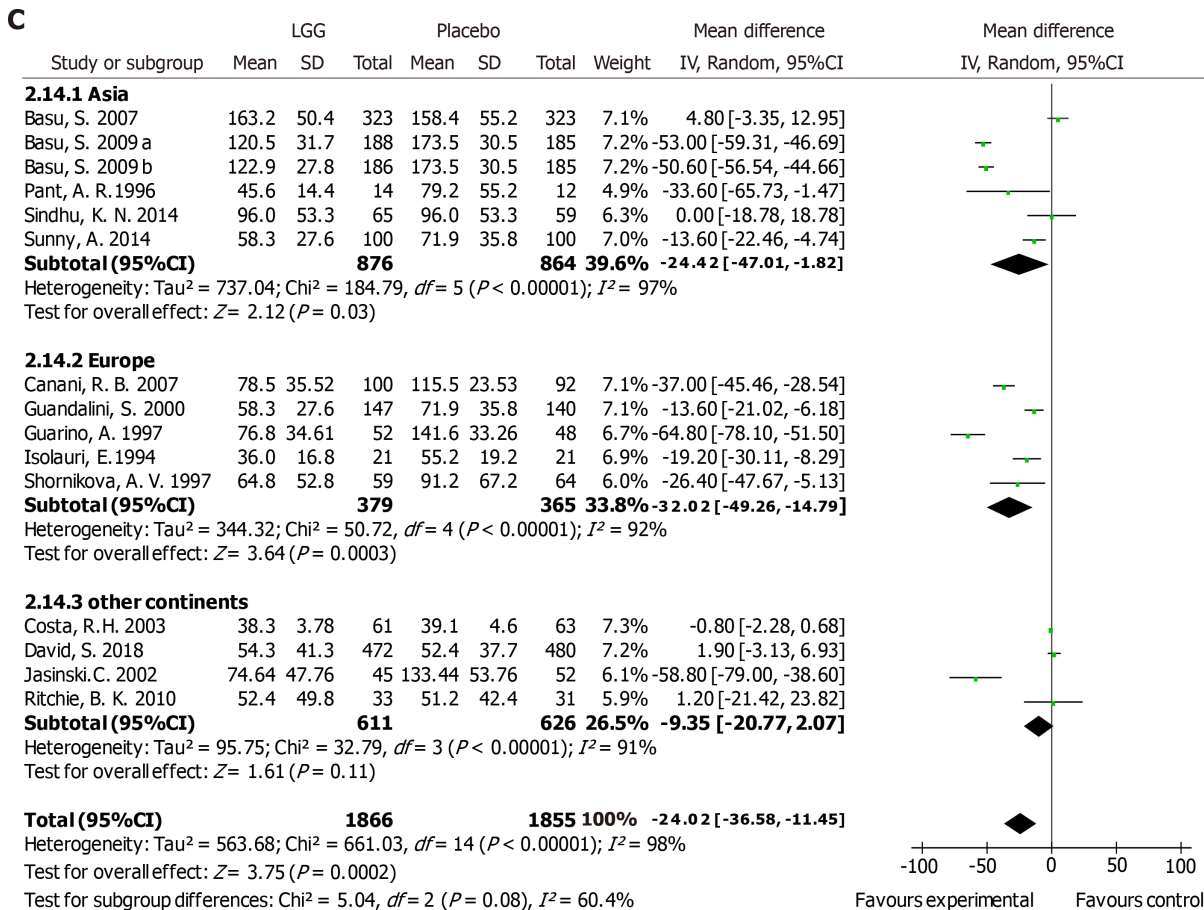 C
LGG Placebo Mean difference Mean difference
Study or subgroup Mean SD Total Mean SD Total Weight IV, Random, 95%CI IV, Random, 95%CI
2.14.1 Asia
Basu, S. 2007 163.2 50.4 323 158.4 55.2 323 7.1% 4.80 [-3.35, 12.95]
Basu, S. 2009 a 120.5 31.7 188 173.5 30.5 185 7.2% -53.00 [-59.31, -46.69]
Basu, S. 2009 b 122.9 27.8 186 173.5 30.5 185 7.2% -50.60 [-56.54, -44.66]
Pant, A. R.1996 45.6 14.4 14 79.2 55.2 12 4.9% -33.60 [-65.73, -1.47]
Sindhu, K. N. 2014 96.0 53.3 65 96.0 53.3 59 6.3% 0.00 [-18.78, 18.78]
Sunny, A. 2014 58.3 27.6 100 71.9 35.8 100 7.0% -13.60 [-22.46, -4.74]
Subtotal (95%CI) 876 864 39.6% -24.42 [-47.01, -1.82]
Heterogeneity: Tau² = 737.04; Chi² = 184.79, df = 5 (P < 0.00001); I² = 97%
Test for overall effect: Z = 2.12 (P = 0.03)
2.14.2 Europe
Canani, R. B. 2007 78.5 35.52 100 115.5 23.53 92 7.1% -37.00 [-45.46, -28.54]
Guandalini, S. 2000 58.3 27.6 147 71.9 35.8 140 7.1% -13.60 [-21.02, -6.18]
Guarino, A. 1997 76.8 34.61 52 141.6 33.26 48 6.7% -64.80 [-78.10, -51.50]
Isolauri, E.1994 36.0 16.8 21 55.2 19.2 21 6.9% -19.20 [-30.11, -8.29]
Shornikova, A. V. 1997 64.8 52.8 59 91.2 67.2 64 6.0% -26.40 [-47.67, -5.13]
Subtotal (95%CI) 379 365 33.8% -32.02 [-49.26, -14.79]
Heterogeneity: Tau² = 344.32; Chi² = 50.72, df = 4 (P < 0.00001); I² = 92%
Test for overall effect: Z = 3.64 (P = 0.0003)
2.14.3 other continents
Costa, R.H. 2003 38.3 3.78 61 39.1 4.6 63 7.3% -0.80 [-2.28, 0.68]
David, S. 2018 54.3 41.3 472 52.4 37.7 480 7.2% 1.90 [-3.13, 6.93]
Jasinski.C. 2002 74.64 47.76 45 133.44 53.76 52 6.1% -58.80 [-79.00, -38.60]
Ritchie, B. K. 2010 52.4 49.8 33 51.2 42.4 31 5.9% 1.20 [-21.42, 23.82]
Subtotal (95%CI) 611 626 26.5% -9.35 [-20.77, 2.07]
Heterogeneity: Tau² = 95.75; Chi² = 32.79, df = 3 (P < 0.00001); I² = 91%
Test for overall effect: Z = 1.61 (P = 0.11)
Total (95%CI) 1866 1855 100% -24.02 [-36.58, -11.45]
Heterogeneity: Tau² = 563.68; Chi² = 661.03, df = 14 (P < 0.00001); I² = 98%
Test for overall effect: Z = 3.75 (P = 0.0002)
Test for subgroup differences: Chi² = 5.04, df = 2 (P = 0.08), I² = 60.4%
-100 -50 0 50 100
Favours experimental Favours control